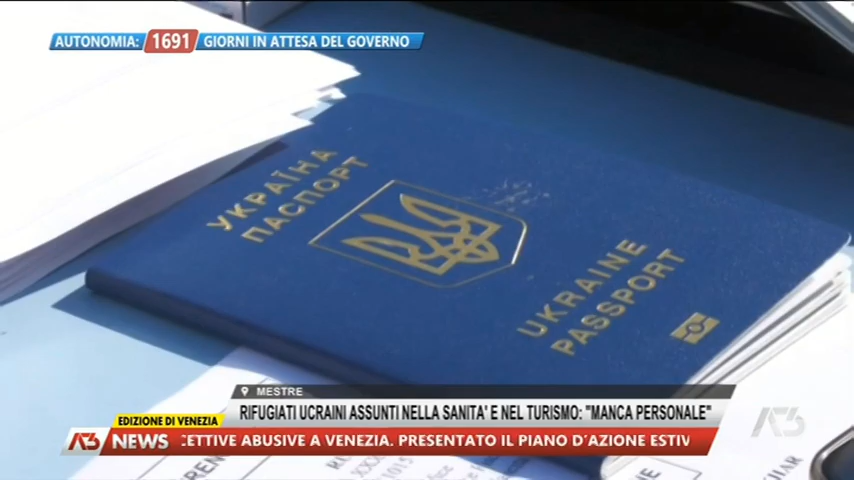 AUTONOMIA: 1691 GIORNI IN ATTESA DEL GOVERNO
УКРАЇНА
ПАСПОРТ
UKRAINE
PASSPORT
MESTRE
RIFUGIATI UCRAINI ASSUNTI NELLA SANITA' E NEL TURISMO: "MANCA PERSONALE"
EDIZIONE DI VENEZIA
A3 NEWS
CETTIVE ABUSIVE A VENEZIA. PRESENTATO IL PIANO D'AZIONE ESTIV
A3
1015